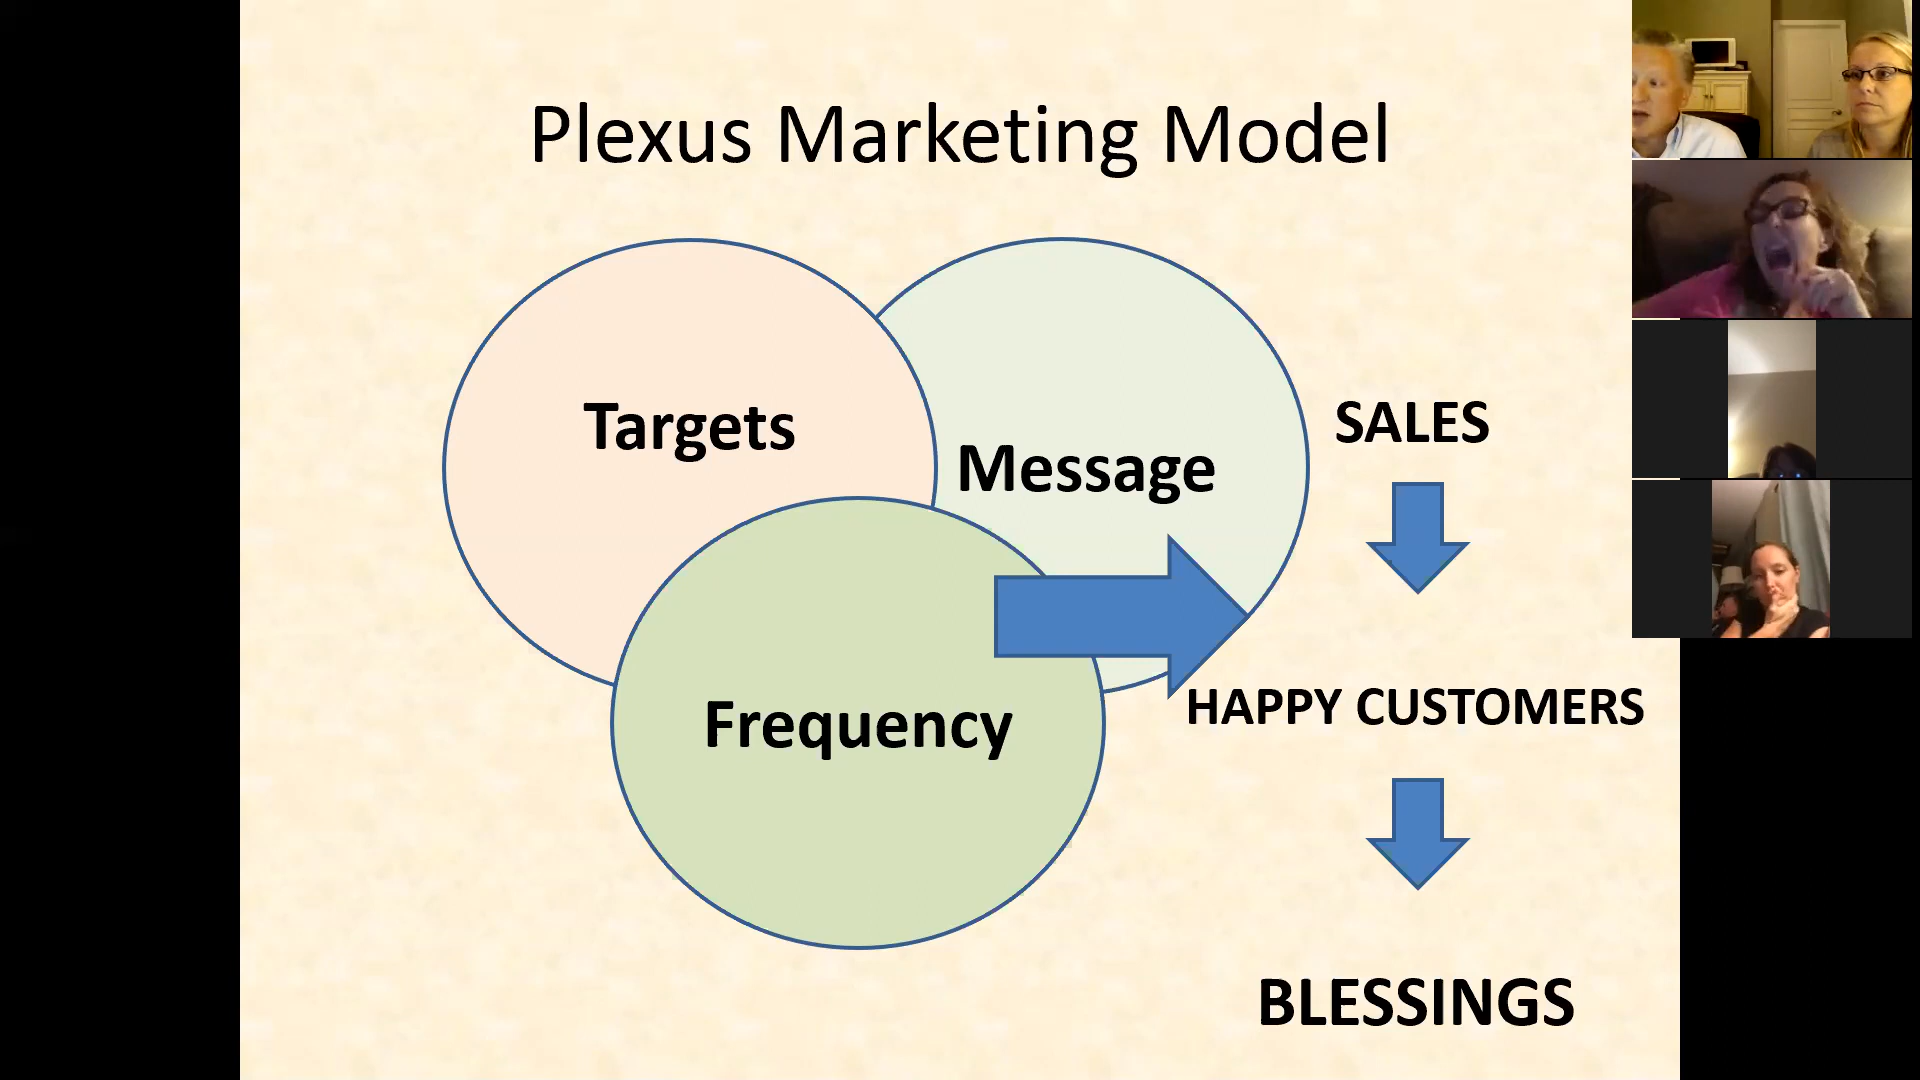 Plexus Marketing Model
Targets
Message
Frequency
SALES
HAPPY CUSTOMERS
BLESSINGS